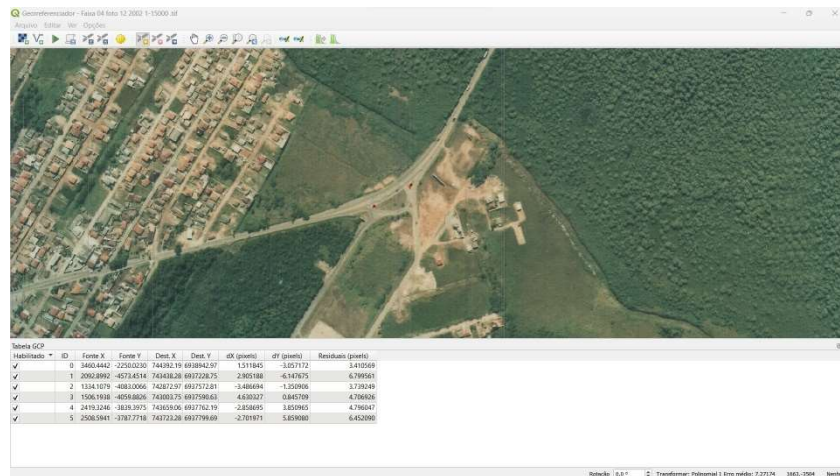 Georreferenciador - Faixa 04 foto 12 2002 1-15000 .tif
Arquivo Editar Ver Opções
Tabela GCP
Habilitado ID Fonte X Fonte Y Dest. X Dest. Y dX (pixels) dY (pixels) Residuais (pixels)
✓ 0 3460.4442 -2250.0230 744392.19 6938942.97 1.511845 -3.057172 3.410569
✓ 1 2092.8992 -4573.4514 743438.28 6937228.75 2.905188 -6.147675 6.799561
✓ 2 1334.1079 -4083.0066 742872.97 6937572.81 -3.486694 -1.350906 3.739249
✓ 3 1506.1938 -4059.8826 743003.75 6937590.63 4.630327 0.845709 4.706926
✓ 4 2419.3246 -3839.3975 743659.06 6937762.19 -2.858695 3.850965 4.796047
✓ 5 2508.5941 -3787.7718 743723.28 6937799.69 -2.701971 5.859080 6.452090
Rotação 0,0 ° Transformar: Polinomial 1 Erro médio: 7.27174 3663,-3504